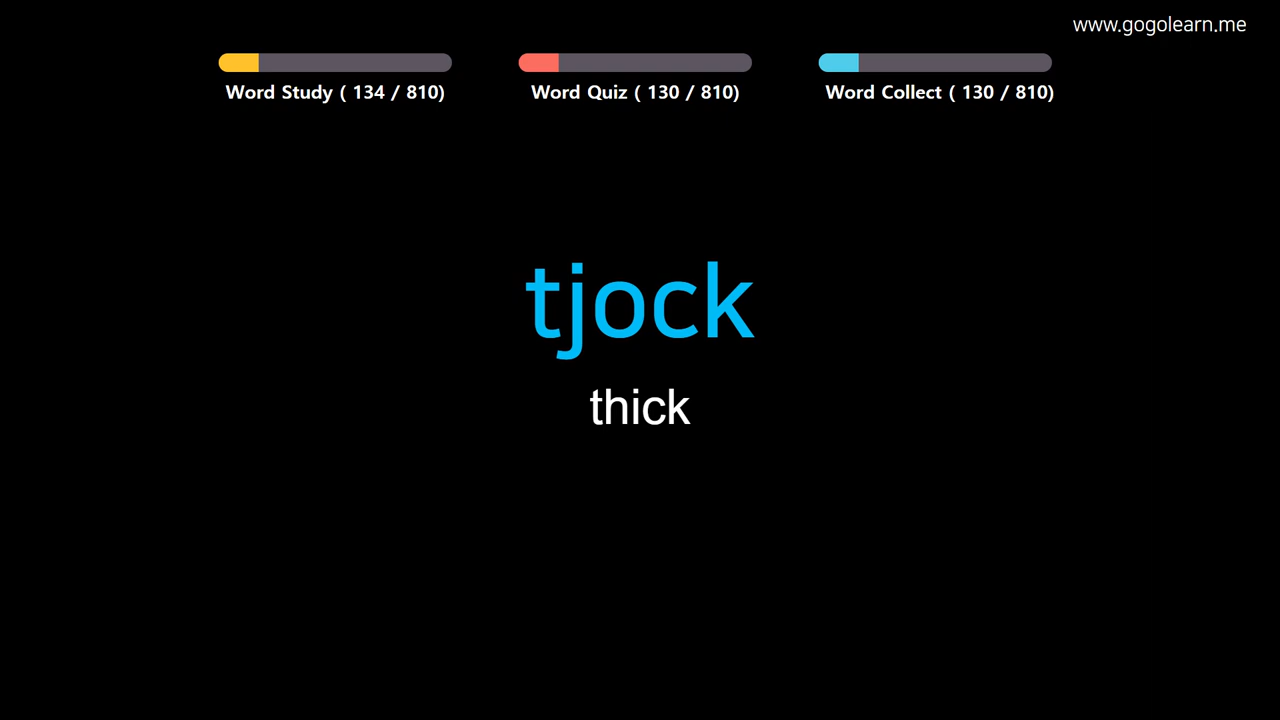 www.gogolearn.me
Word Study ( 134 / 810)
Word Quiz ( 130 / 810)
Word Collect ( 130 / 810)
tjock
thick